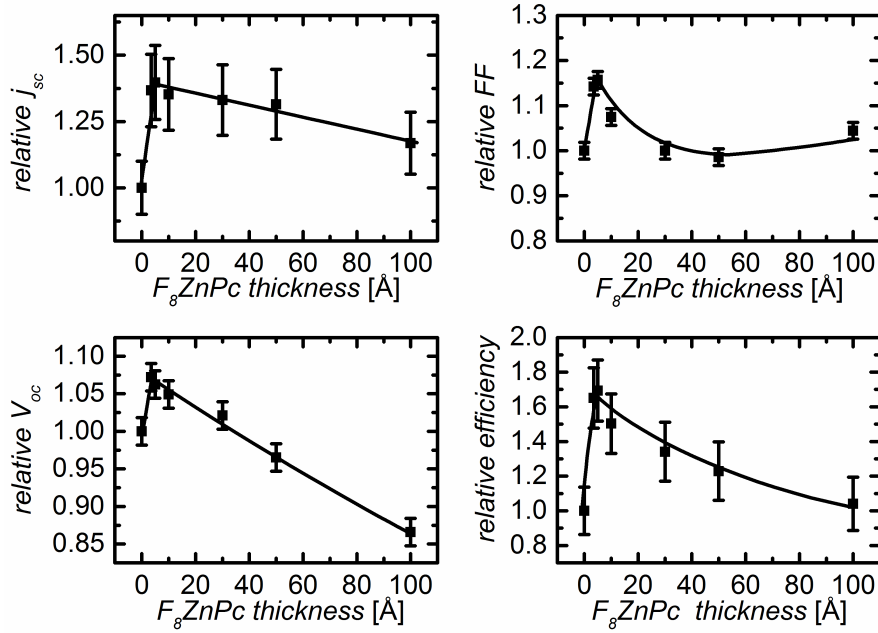 relative j_sc
1.50
1.25
1.00
0 20 40 60 80 100
F₈ZnPc thickness [Å]
relative FF
1.3
1.2
1.1
1.0
0.9
0.8
0 20 40 60 80 100
F₈ZnPc thickness [Å]
relative V_oc
1.10
1.05
1.00
0.95
0.90
0.85
0 20 40 60 80 100
F₈ZnPc thickness [Å]
relative efficiency
2.0
1.8
1.6
1.4
1.2
1.0
0.8
0 20 40 60 80 100
F₈ZnPc thickness [Å]